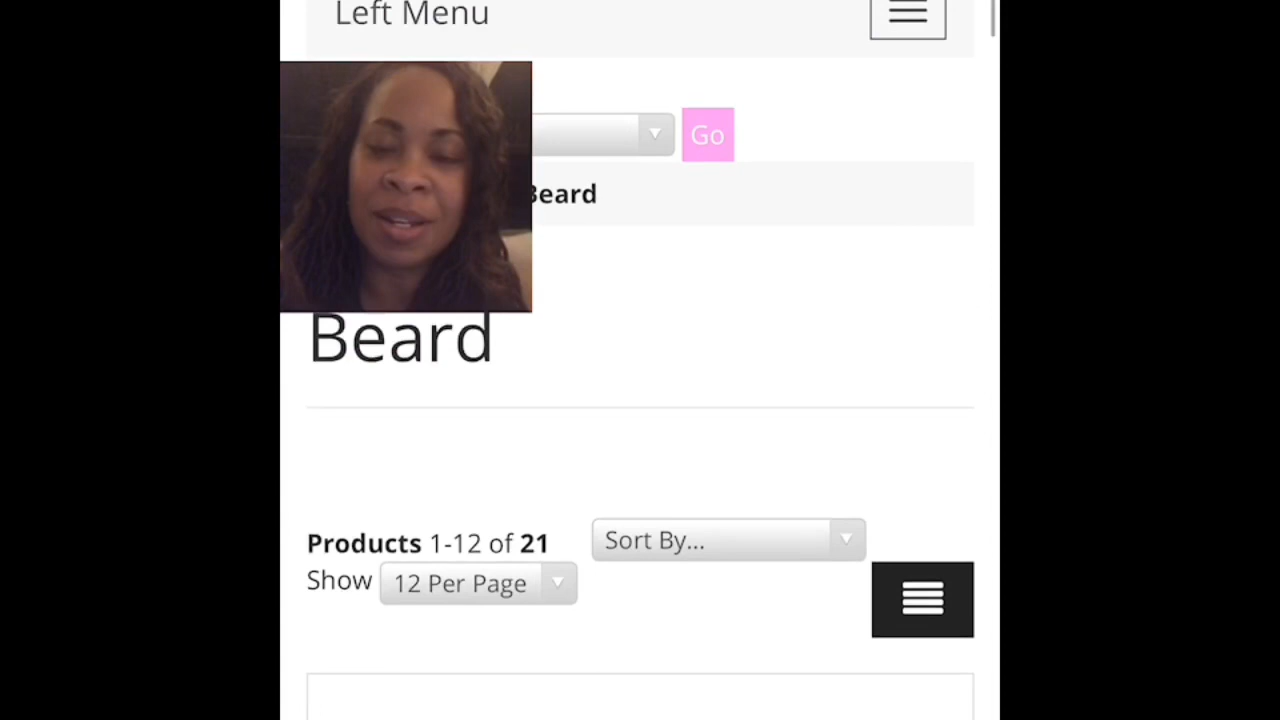 Left Menu
Go
Beard
Beard
Products 1-12 of 21
Sort By...
Show 12 Per Page